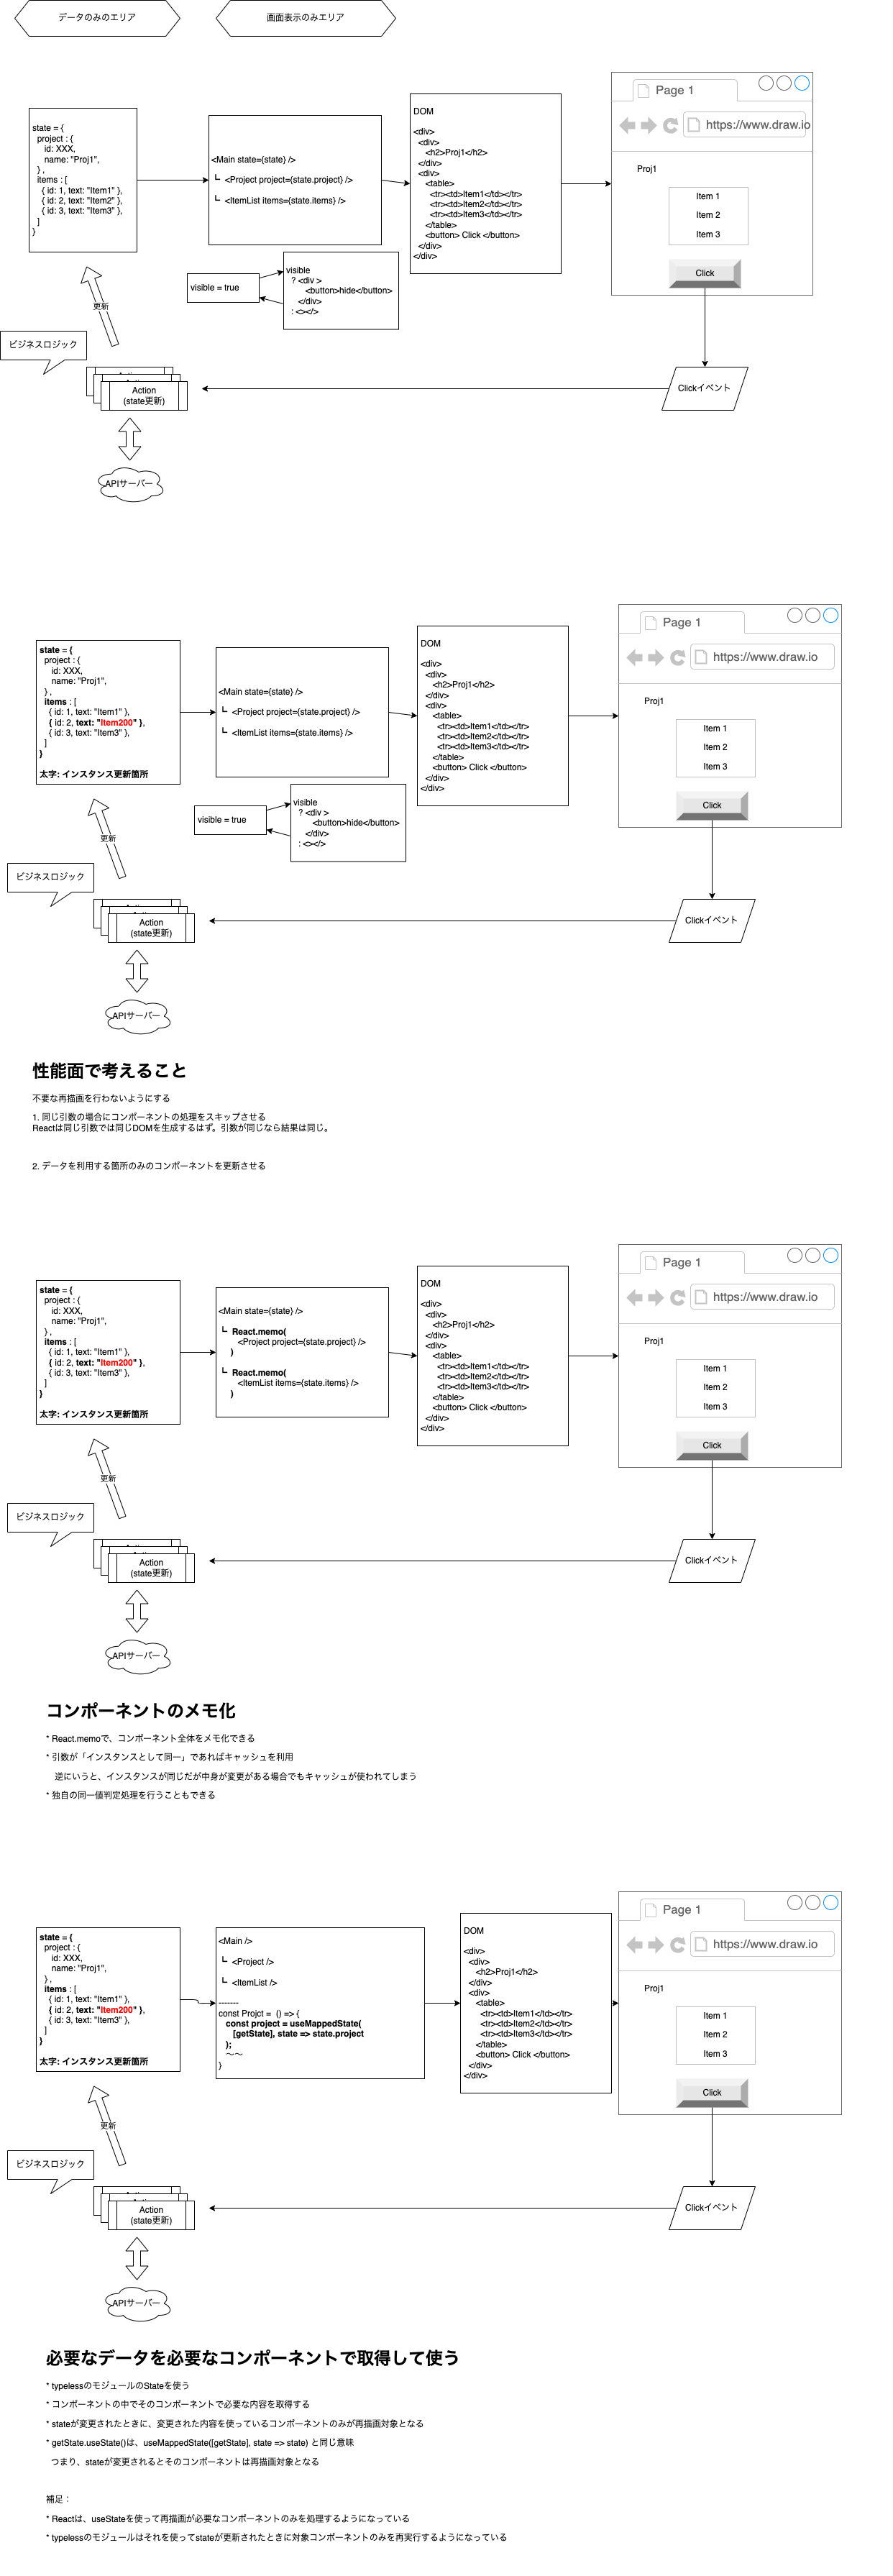 データのみのエリア
画面表示のみエリア
state = {
project : {
id: XXX,
name: "Proj1",
} ,
items : [
{ id: 1, text: "Item1" },
{ id: 2, text: "Item2" },
{ id: 3, text: "Item3" },
]
}
<Main state={state} />
┗ <Project project={state.project} />
┗ <ItemList items={state.items} />
DOM
<div>
<div>
<h2>Proj1</h2>
</div>
<div>
<table>
<tr><td>Item1</td></tr>
<tr><td>Item2</td></tr>
<tr><td>Item3</td></tr>
</table>
<button> Click </button>
</div>
</div>
Page 1
https://www.draw.io
Proj1
Item 1
Item 2
Item 3
Click
visible = true
visible
? <div >
<button>hide</button>
</div>
: <></>
更新
ビジネスロジック
Action
(state更新)
Clickイベント
APIサーバー
state = {
project : {
id: XXX,
name: "Proj1",
} ,
items : [
{ id: 1, text: "Item1" },
{ id: 2, text: "Item200" },
{ id: 3, text: "Item3" },
]
}
太字: インスタンス更新箇所
<Main state={state} />
┗ <Project project={state.project} />
┗ <ItemList items={state.items} />
DOM
<div>
<div>
<h2>Proj1</h2>
</div>
<div>
<table>
<tr><td>Item1</td></tr>
<tr><td>Item2</td></tr>
<tr><td>Item3</td></tr>
</table>
<button> Click </button>
</div>
</div>
Page 1
https://www.draw.io
Proj1
Item 1
Item 2
Item 3
Click
visible = true
visible
? <div >
<button>hide</button>
</div>
: <></>
更新
ビジネスロジック
Action
(state更新)
Clickイベント
APIサーバー
性能面で考えること
不要な再描画を行わないようにする
1. 同じ引数の場合にコンポーネントの処理をスキップさせる
Reactは同じ引数では同じDOMを生成するはず。引数が同じなら結果は同じ。
2. データを利用する箇所のみのコンポーネントを更新させる
state = {
project : {
id: XXX,
name: "Proj1",
} ,
items : [
{ id: 1, text: "Item1" },
{ id: 2, text: "Item200" },
{ id: 3, text: "Item3" },
]
}
太字: インスタンス更新箇所
<Main state={state} />
┗ React.memo(
<Project project={state.project} />
)
┗ React.memo(
<ItemList items={state.items} />
)
DOM
<div>
<div>
<h2>Proj1</h2>
</div>
<div>
<table>
<tr><td>Item1</td></tr>
<tr><td>Item2</td></tr>
<tr><td>Item3</td></tr>
</table>
<button> Click </button>
</div>
</div>
Page 1
https://www.draw.io
Proj1
Item 1
Item 2
Item 3
Click
更新
ビジネスロジック
Action
(state更新)
Clickイベント
APIサーバー
コンポーネントのメモ化
* React.memoで、コンポーネント全体をメモ化できる
* 引数が「インスタンスとして同一」であればキャッシュを利用
逆にいうと、インスタンスが同じだが中身が変更がある場合でもキャッシュが使われてしまう
* 独自の同一値判定処理を行うこともできる
state = {
project : {
id: XXX,
name: "Proj1",
} ,
items : [
{ id: 1, text: "Item1" },
{ id: 2, text: "Item200" },
{ id: 3, text: "Item3" },
]
}
太字: インスタンス更新箇所
<Main />
┗ <Project />
┗ <ItemList />
-------
const Projct = () => {
const project = useMappedState(
[getState], state => state.project
);
〜〜
}
DOM
<div>
<div>
<h2>Proj1</h2>
</div>
<div>
<table>
<tr><td>Item1</td></tr>
<tr><td>Item2</td></tr>
<tr><td>Item3</td></tr>
</table>
<button> Click </button>
</div>
</div>
Page 1
https://www.draw.io
Proj1
Item 1
Item 2
Item 3
Click
更新
ビジネスロジック
Action
(state更新)
Clickイベント
APIサーバー
必要なデータを必要なコンポーネントで取得して使う
* typelessのモジュールのStateを使う
* コンポーネントの中でそのコンポーネントで必要な内容を取得する
* stateが変更されたときに、変更された内容を使っているコンポーネントのみが再描画対象となる
* getState.useState()は、useMappedState([getState], state => state) と同じ意味
つまり、stateが変更されるとそのコンポーネントは再描画対象となる
補足：
* Reactは、useStateを使って再描画が必要なコンポーネントのみを処理するようになっている
* typelessのモジュールはそれを使ってstateが更新されたときに対象コンポーネントのみを再実行するようになっている